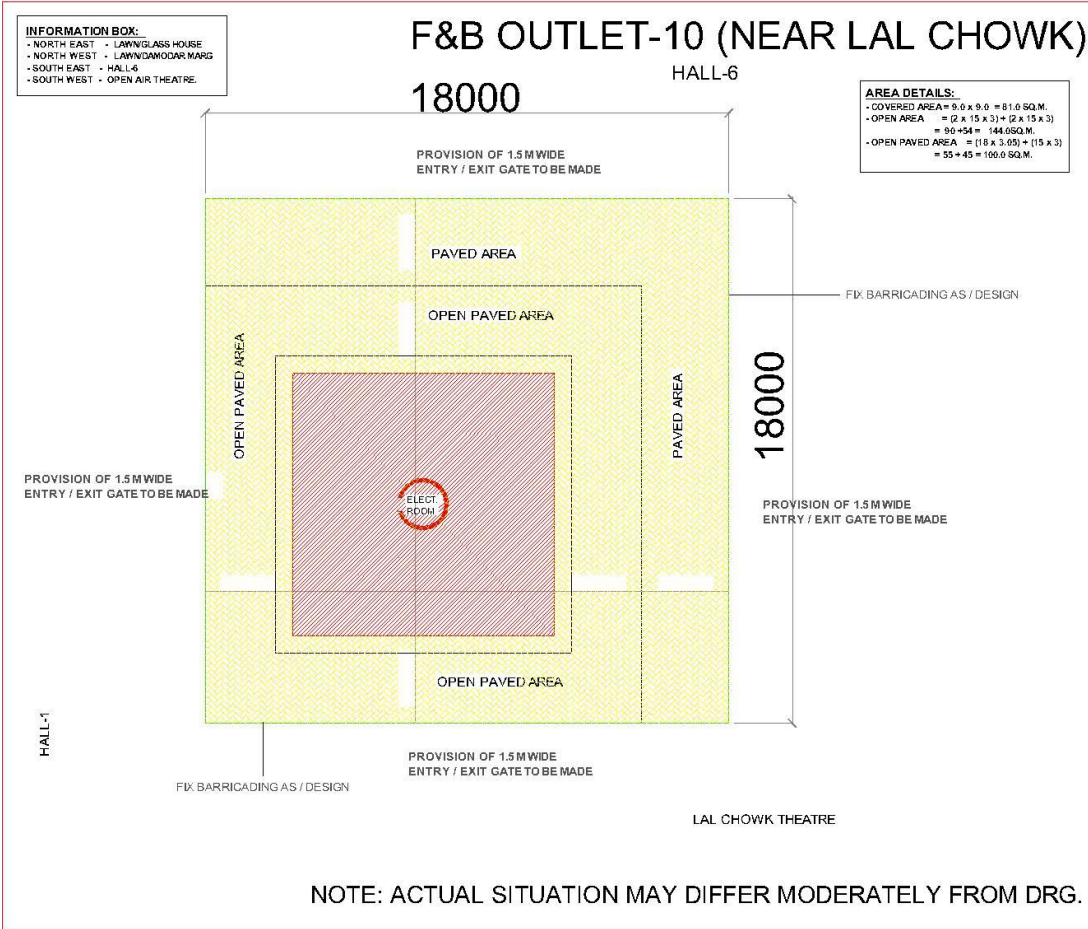 INFORMATION BOX:
- NORTH EAST - LAWN/GLASS HOUSE
- NORTH WEST - LAWN/DAMODAR MARG
- SOUTH EAST - HALL-6
- SOUTH WEST - OPEN AIR THEATRE.
F&B OUTLET-10 (NEAR LAL CHOWK)
HALL-6
18000
AREA DETAILS:
- COVERED AREA = 9.0 x 9.0 = 81.0 SQ.M.
- OPEN AREA = (2 x 15 x 3) + (2 x 15 x 3)
= 90 +54 = 144.0SQ.M.
- OPEN PAVED AREA = (18 x 3.05) + (15 x 3)
= 55 + 45 = 100.0 SQ.M.
PROVISION OF 1.5 M WIDE
ENTRY / EXIT GATE TO BE MADE
PAVED AREA
FIX BARRICADING AS / DESIGN
OPEN PAVED AREA
OPEN PAVED AREA
PAVED AREA
18000
PROVISION OF 1.5 M WIDE
ENTRY / EXIT GATE TO BE MADE
ELECT.
ROOM
PROVISION OF 1.5 M WIDE
ENTRY / EXIT GATE TO BE MADE
OPEN PAVED AREA
HALL-1
PROVISION OF 1.5 M WIDE
ENTRY / EXIT GATE TO BE MADE
FIX BARRICADING AS / DESIGN
LAL CHOWK THEATRE
NOTE: ACTUAL SITUATION MAY DIFFER MODERATELY FROM DRG.